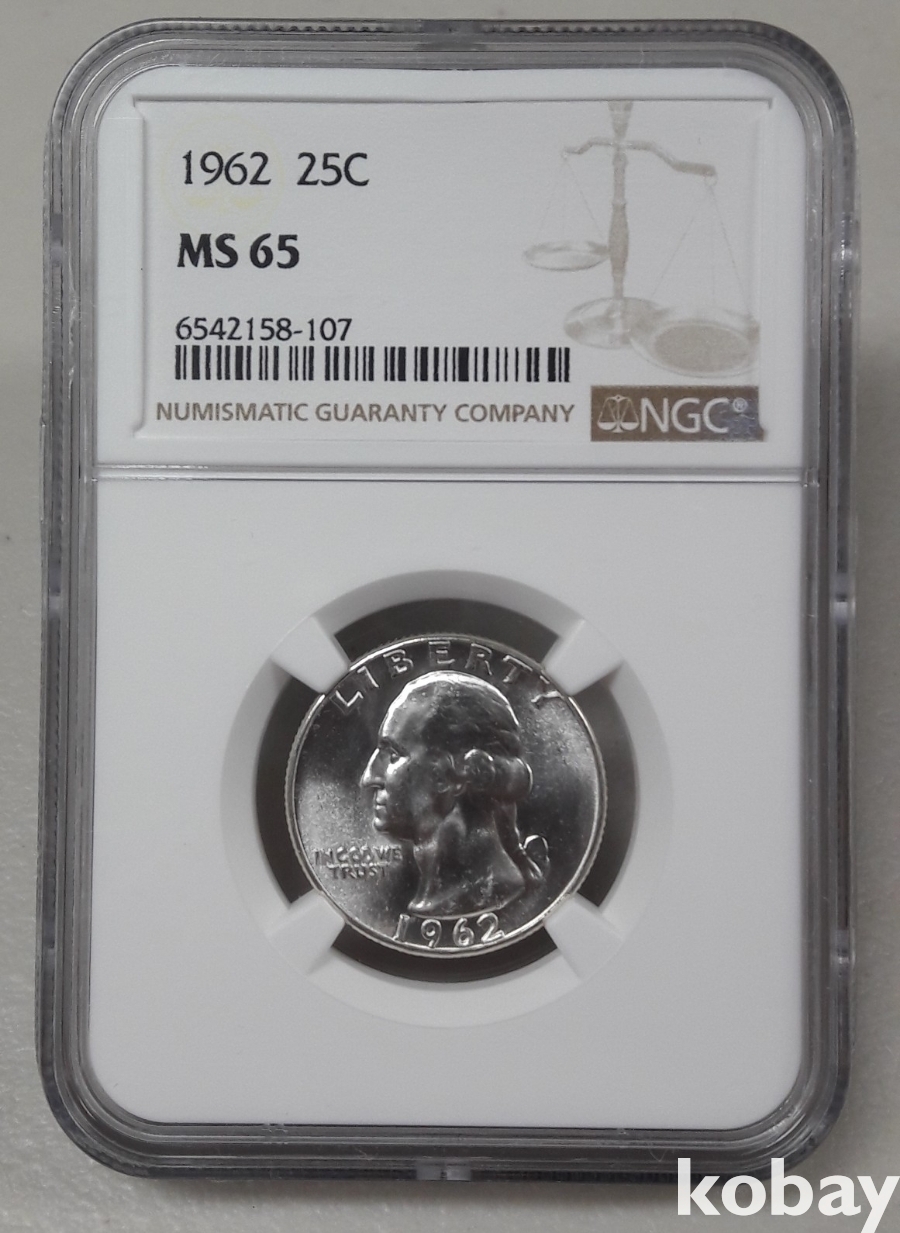 1962 25C
MS 65
6542158-107
NUMISMATIC GUARANTY COMPANY
NGC®
LIBERTY
IN GOD WE
TRUST
1962
kobay